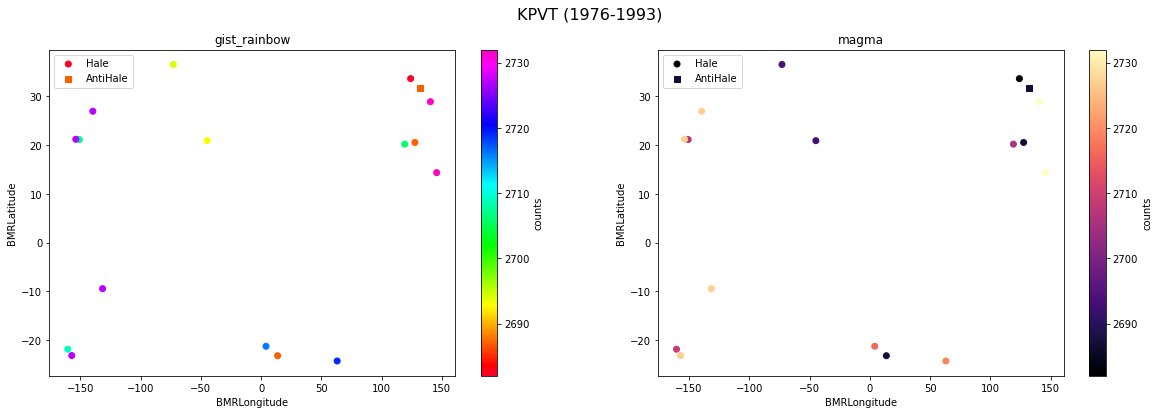 KPVT (1976-1993)
gist_rainbow
Hale
AntiHale
30
20
10
0
−10
−20
BMRLatitude
−150
−100
−50
0
50
100
150
BMRLongitude
2730
2720
2710
2700
2690
counts
magma
Hale
AntiHale
30
20
10
0
−10
−20
BMRLatitude
−150
−100
−50
0
50
100
150
BMRLongitude
2730
2720
2710
2700
2690
counts